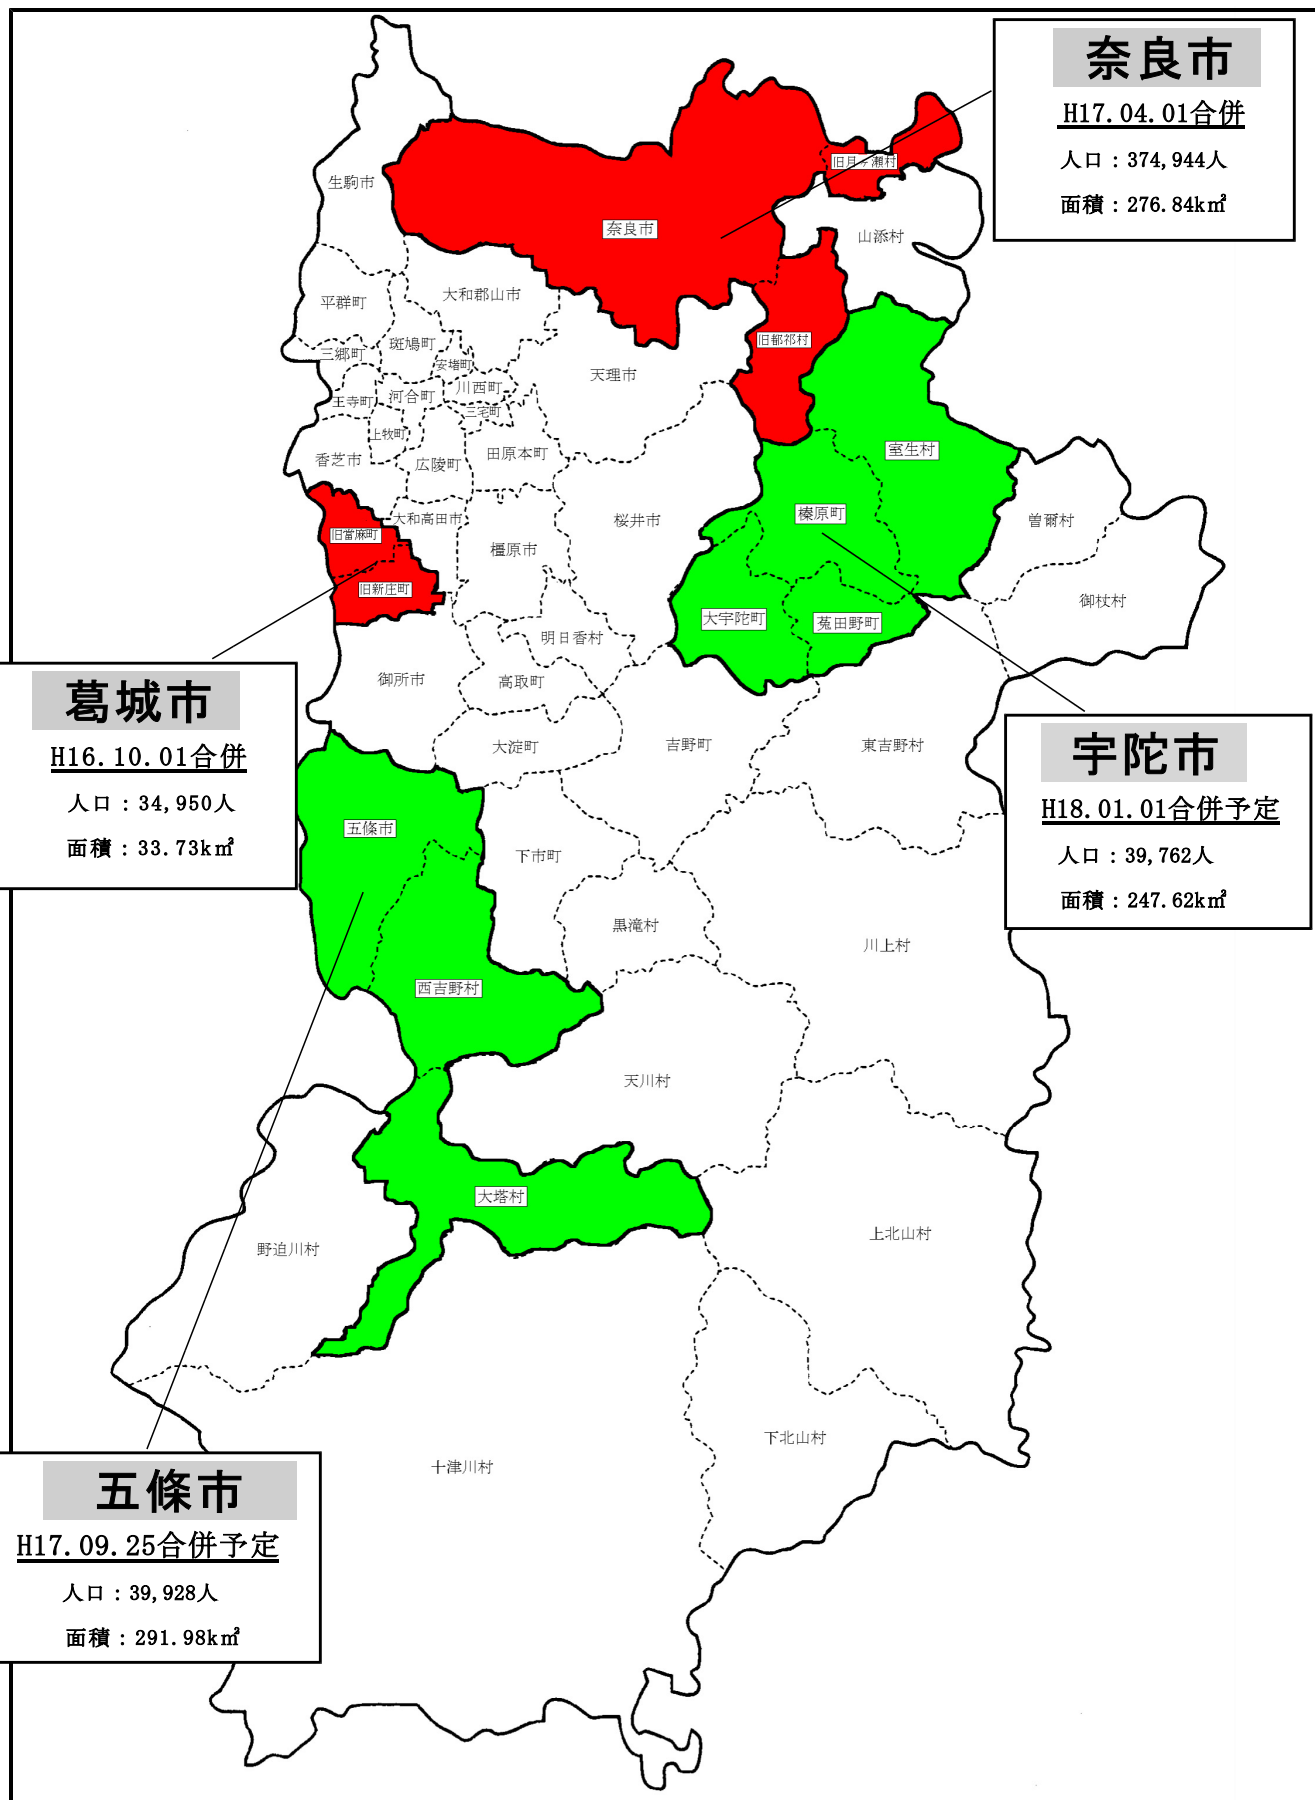 奈良市
H17.04.01合併
人口：374,944人
面積：276.84k㎡
生駒市
旧月ヶ瀬村
奈良市
山添村
平群町
大和郡山市
三郷町
斑鳩町
安堵町
旧都祁村
天理市
王寺町
河合町
川西町
三宅町
上牧町
香芝市
広陵町
田原本町
室生村
旧當麻町
大和高田市
橿原市
桜井市
榛原町
曽爾村
旧新庄町
御杖村
大宇陀町
菟田野町
明日香村
御所市
高取町
葛城市
H16.10.01合併
人口：34,950人
面積：33.73k㎡
大淀町
吉野町
東吉野村
宇陀市
H18.01.01合併予定
人口：39,762人
面積：247.62k㎡
五條市
下市町
黒滝村
川上村
西吉野村
天川村
大塔村
野迫川村
上北山村
下北山村
十津川村
五條市
H17.09.25合併予定
人口：39,928人
面積：291.98k㎡